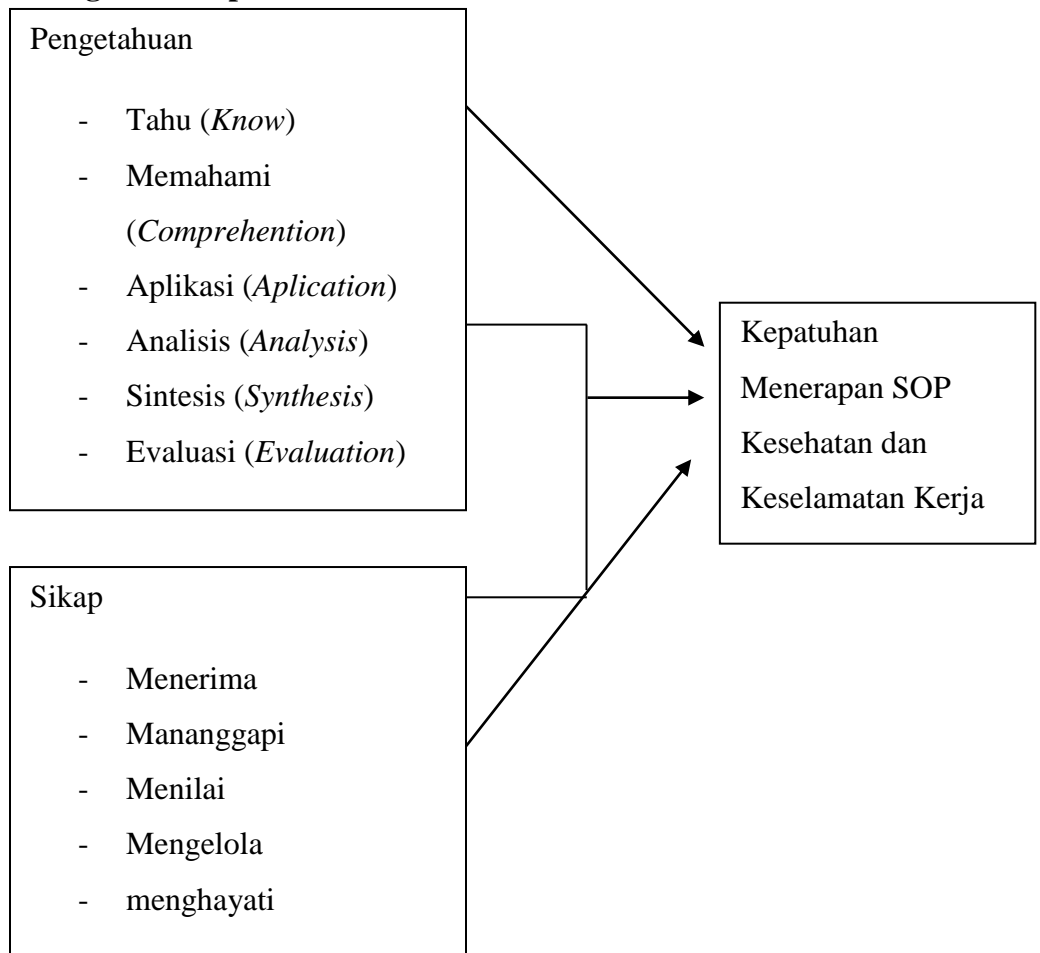 Pengetahuan
- Tahu (Know)
- Memahami
(Comprehention)
- Aplikasi (Aplication)
- Analisis (Analysis)
- Sintesis (Synthesis)
- Evaluasi (Evaluation)
Kepatuhan
Menerapan SOP
Kesehatan dan
Keselamatan Kerja
Sikap
- Menerima
- Mananggapi
- Menilai
- Mengelola
- menghayati